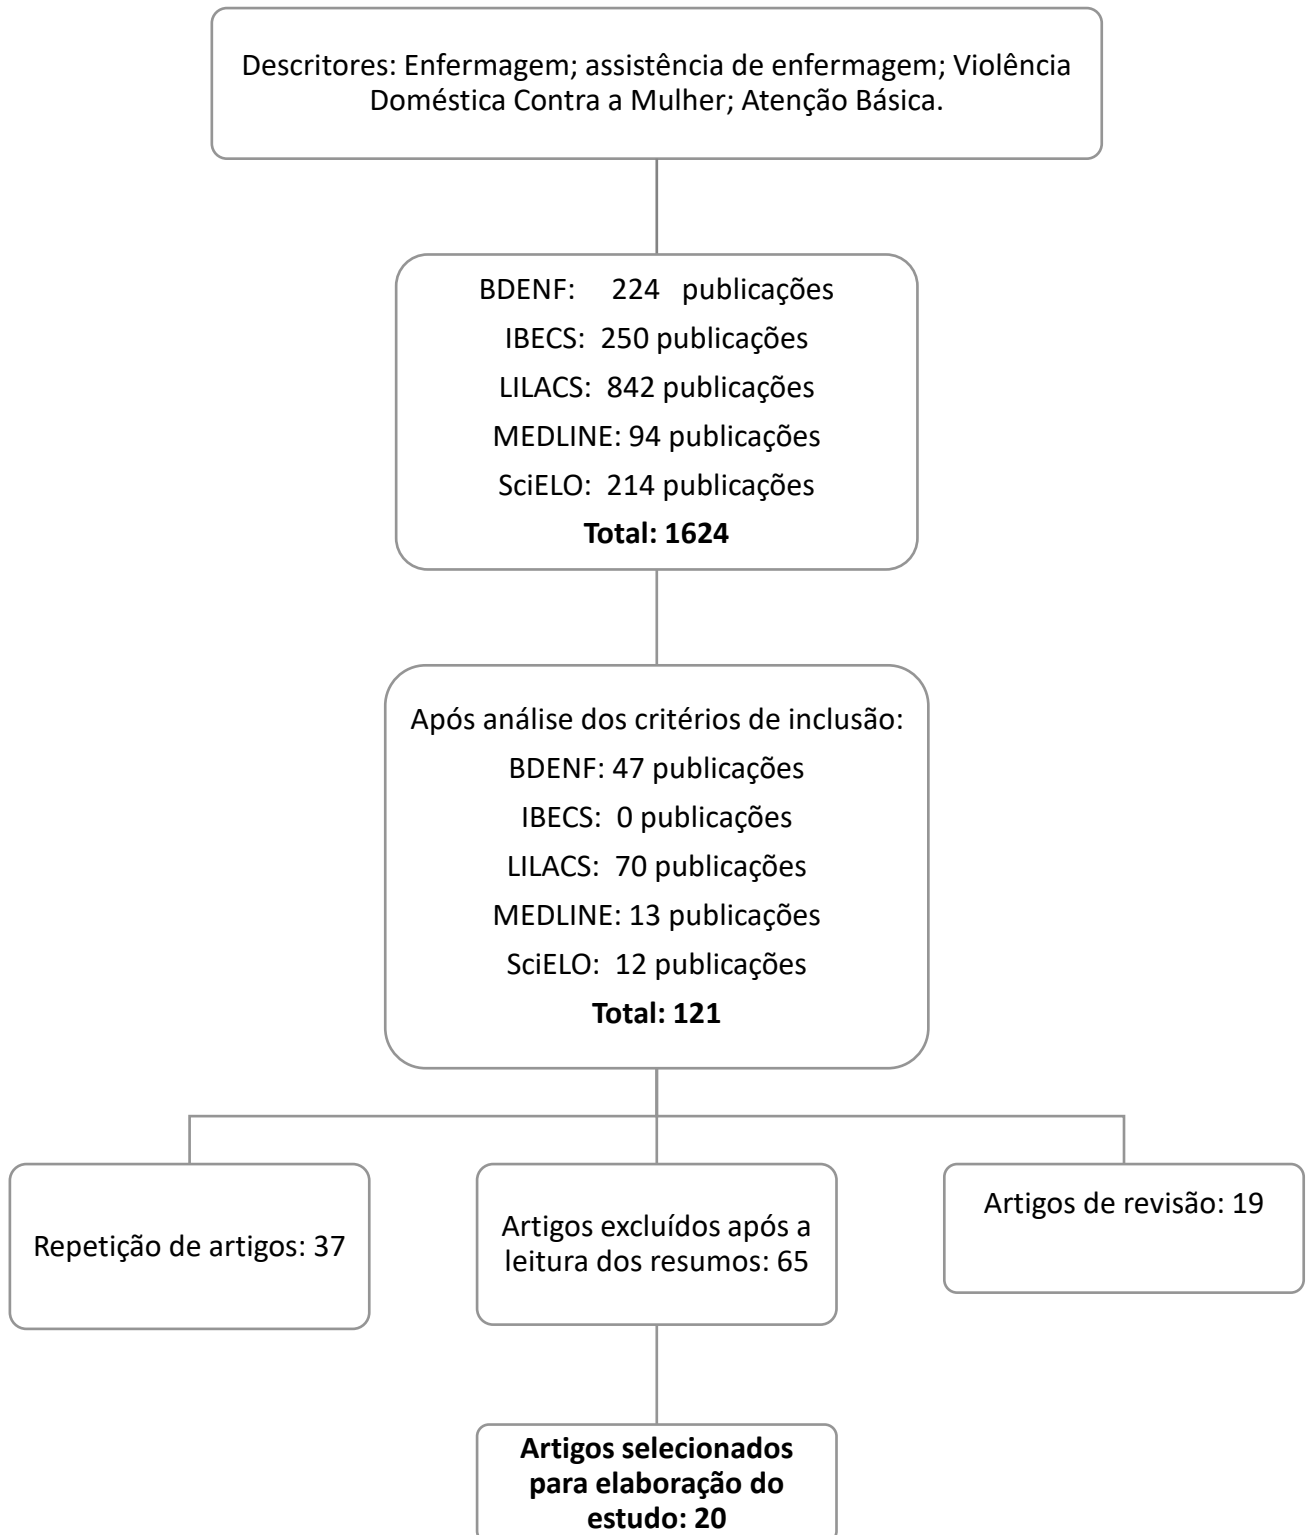 Descritores: Enfermagem; assistência de enfermagem; Violência
Doméstica Contra a Mulher; Atenção Básica.
BDENF: 224 publicações
IBECS: 250 publicações
LILACS: 842 publicações
MEDLINE: 94 publicações
SciELO: 214 publicações
Total: 1624
Após análise dos critérios de inclusão:
BDENF: 47 publicações
IBECS: 0 publicações
LILACS: 70 publicações
MEDLINE: 13 publicações
SciELO: 12 publicações
Total: 121
Repetição de artigos: 37
Artigos excluídos após a
leitura dos resumos: 65
Artigos de revisão: 19
Artigos selecionados
para elaboração do
estudo: 20